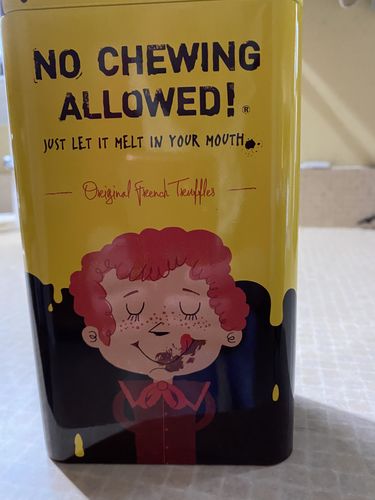 NO CHEWING
ALLOWED!®
JUST LET IT MELT IN YOUR MOUTH
Original French Truffles